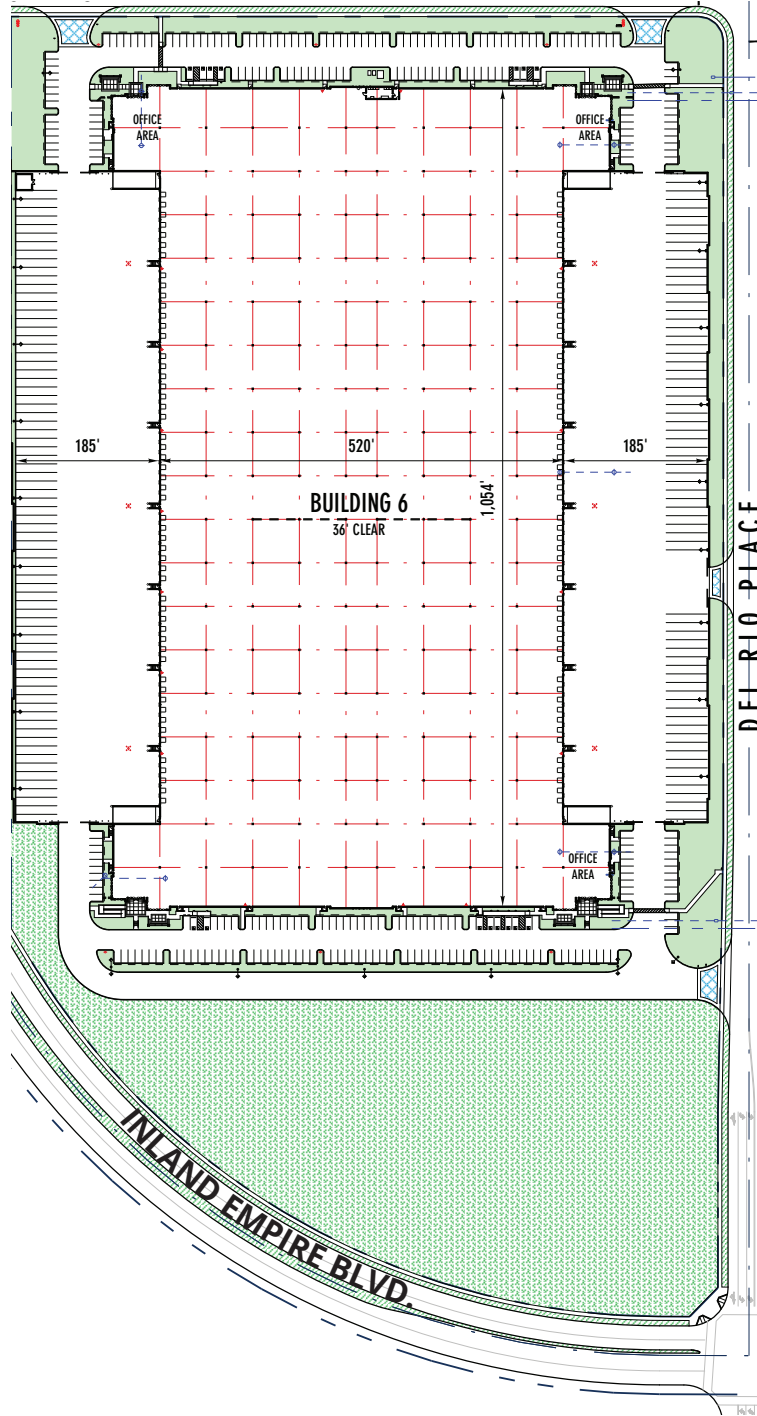 OFFICE
AREA
OFFICE
AREA
185'
520'
185'
1,054'
BUILDING 6
36' CLEAR
DEL RIO PLACE
OFFICE
AREA
INLAND EMPIRE BLVD.